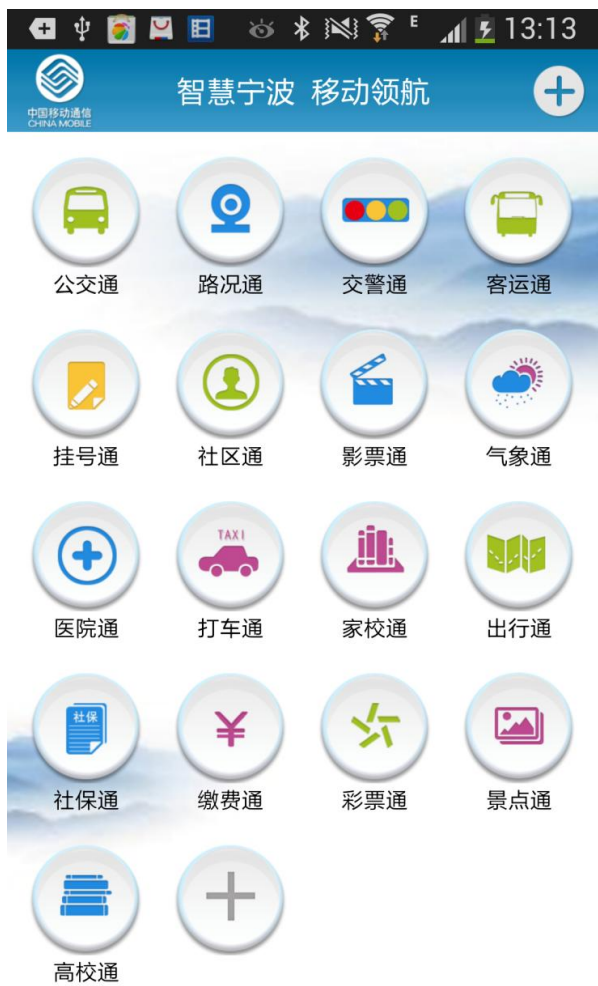 E 13:13
中国移动通信
CHINA MOBILE
智慧宁波 移动领航
公交通 路况通 交警通 客运通
挂号通 社区通 影票通 气象通
TAXI
医院通 打车通 家校通 出行通
社保
社保通 缴费通 彩票通 景点通
高校通